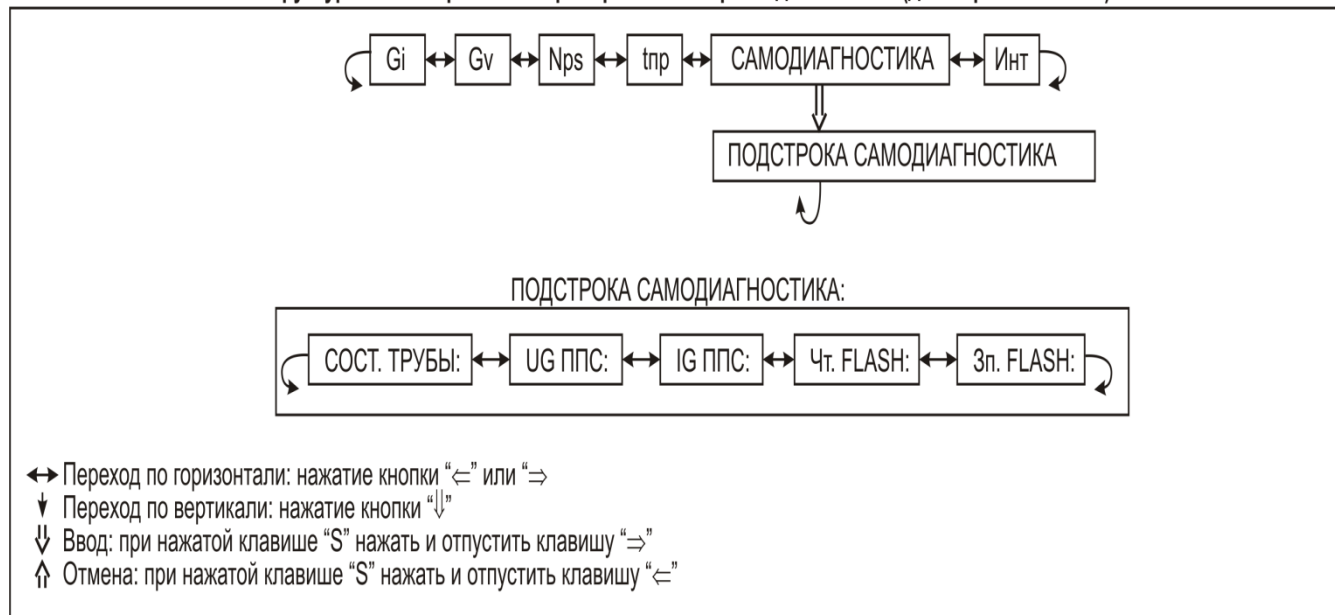 Gi Gv Nps tпр САМОДИАГНОСТИКА Инт
ПОДСТРОКА САМОДИАГНОСТИКА
ПОДСТРОКА САМОДИАГНОСТИКА:
СОСТ. ТРУБЫ: UG ППС: IG ППС: Чт. FLASH: Зп. FLASH:
↔ Переход по горизонтали: нажатие кнопки “⇐” или “⇒
Переход по вертикали: нажатие кнопки “⇓”
⇓ Ввод: при нажатой клавише “S” нажать и отпустить клавишу “⇒”
⇑ Отмена: при нажатой клавише “S” нажать и отпустить клавишу “⇐”